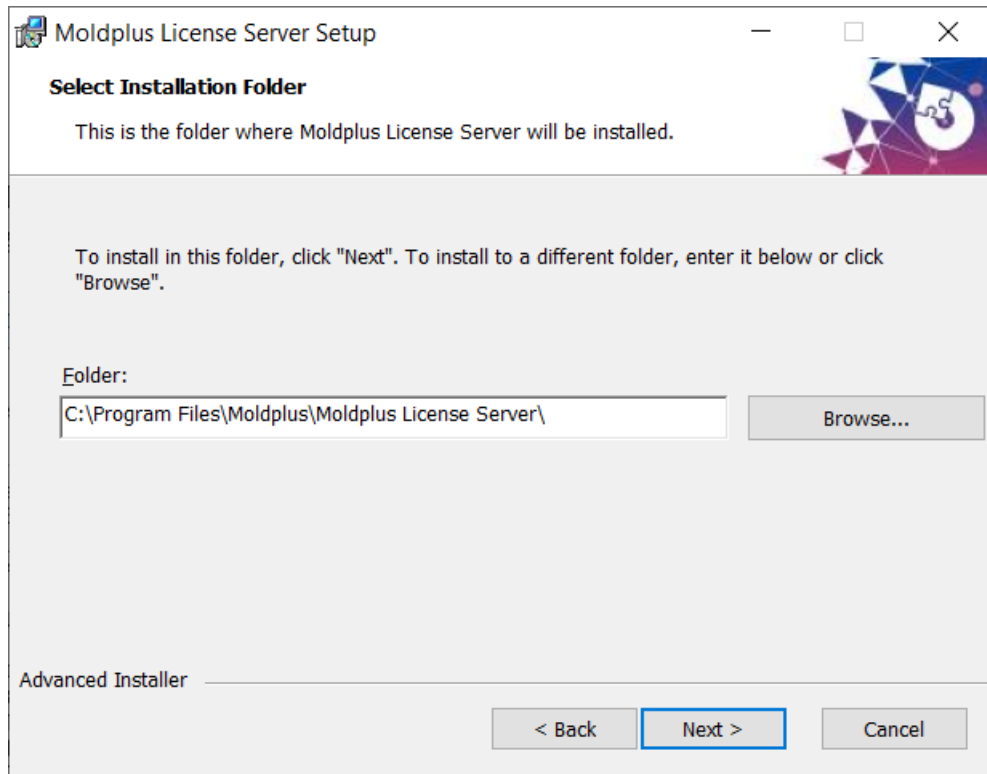 Moldplus License Server Setup
Select Installation Folder
This is the folder where Moldplus License Server will be installed.
To install in this folder, click "Next". To install to a different folder, enter it below or click
"Browse".
Folder:
C:\Program Files\Moldplus\Moldplus License Server\
Browse...
Advanced Installer
< Back
Next >
Cancel